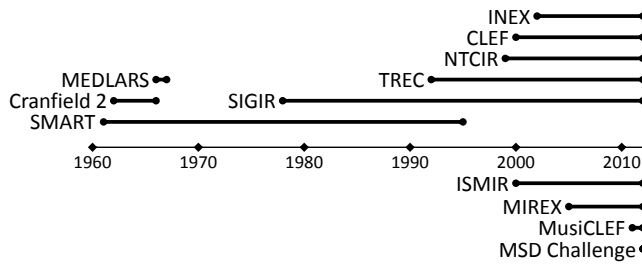 INEX
CLEF
NTCIR
MEDLARS TREC
Cranfield 2 SIGIR
SMART
1960 1970 1980 1990 2000 2010
ISMIR
MIREX
MusiCLEF
MSD Challenge